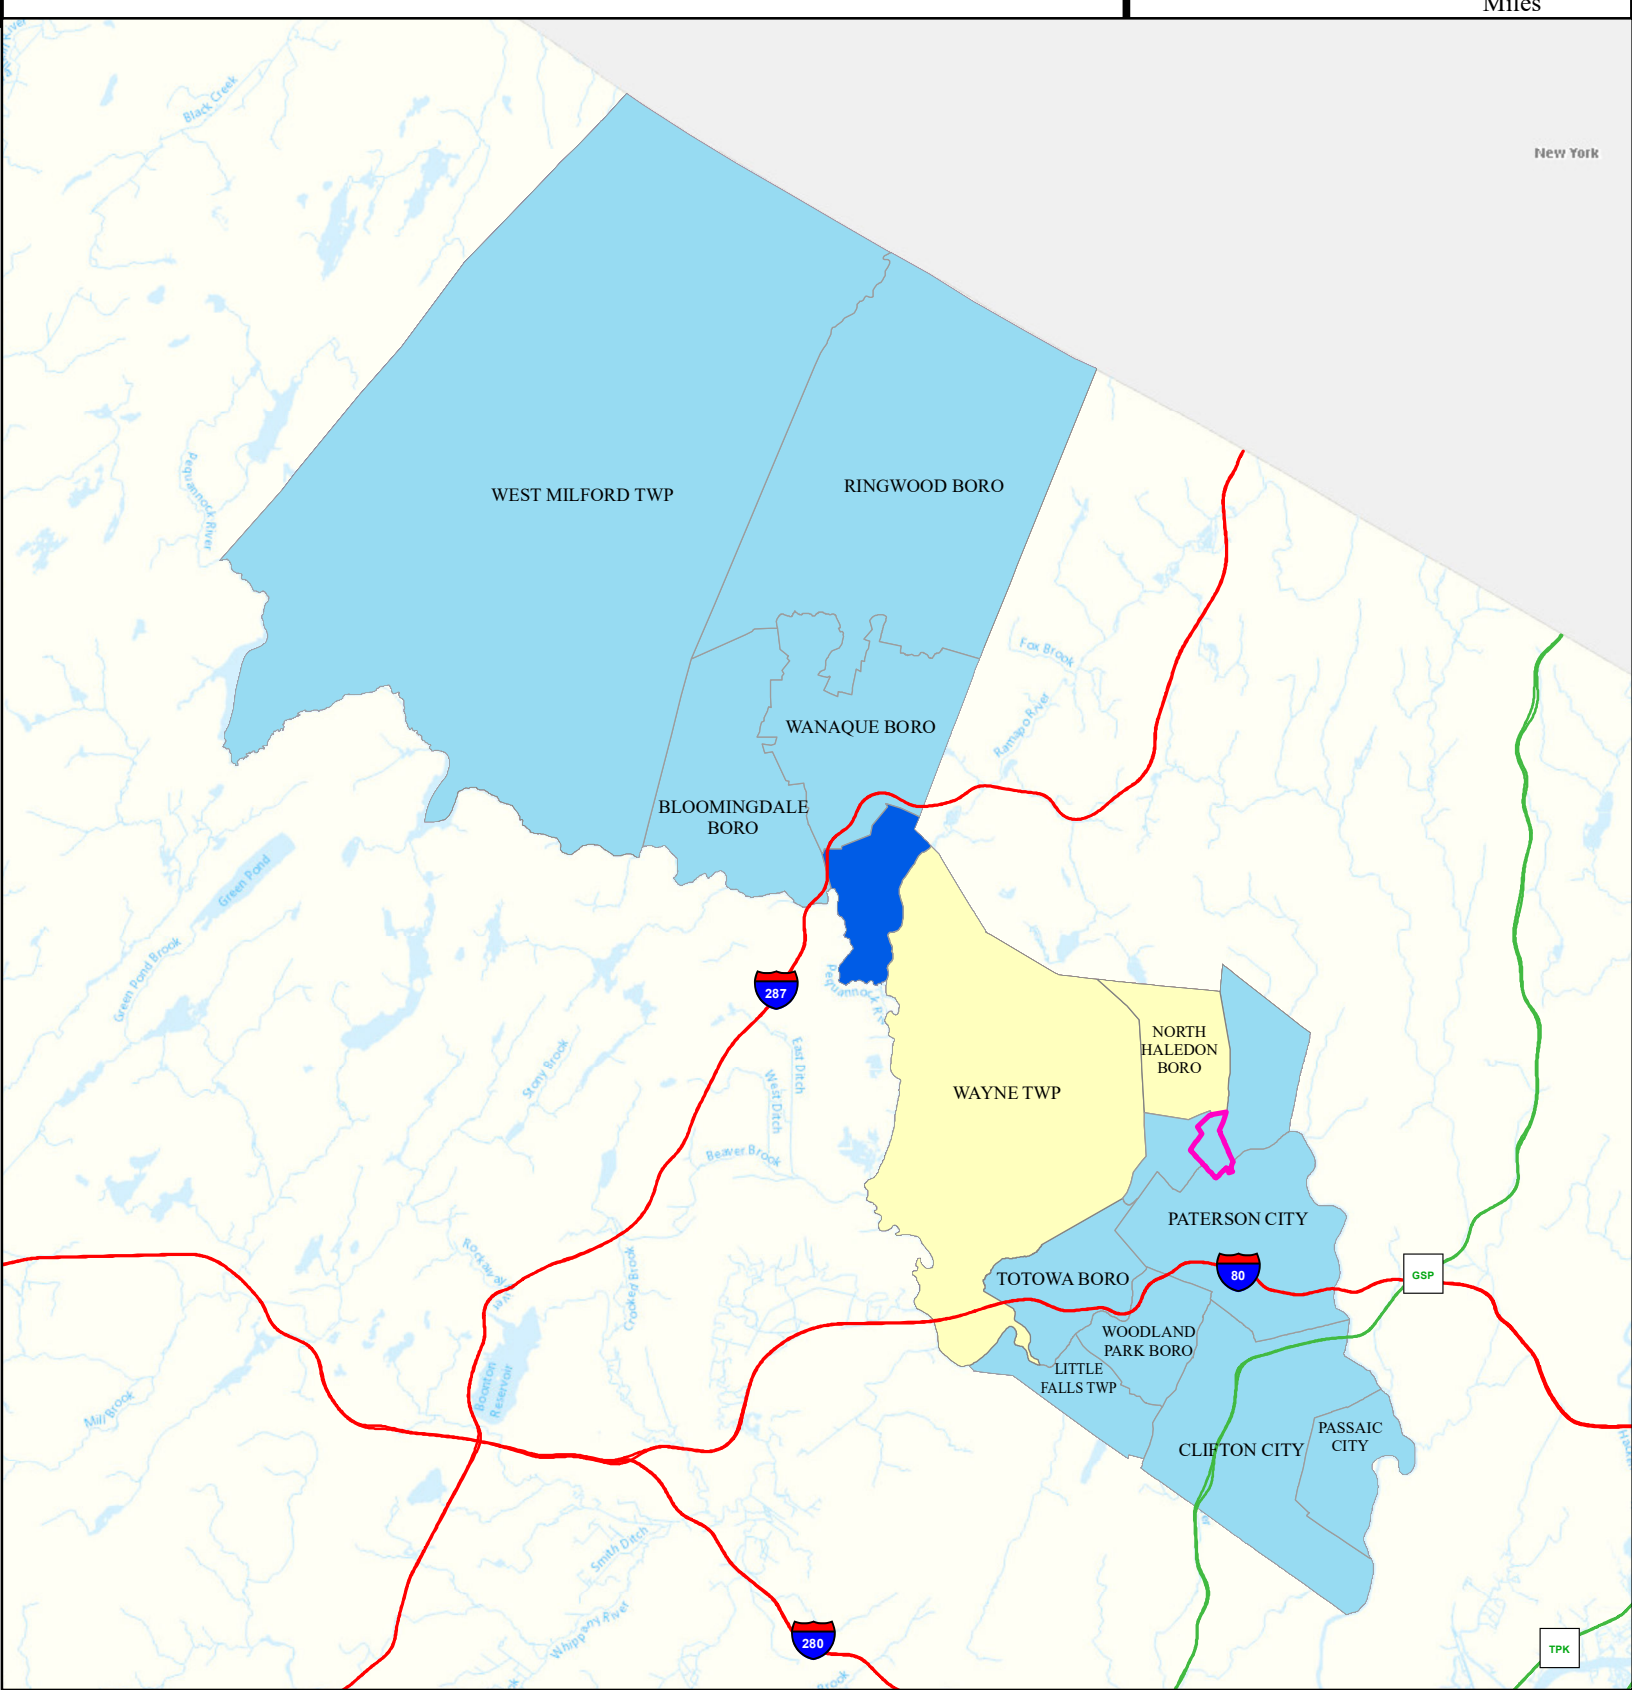 Miles
Black Creek
New York
Pequannock River
WEST MILFORD TWP
RINGWOOD BORO
Fox Brook
Ramapo River
WANAQUE BORO
BLOOMINGDALE
BORO
Green Pond
Green Pond Brook
287
Pequannock Riv
NORTH
HALEDON
BORO
Stony Brook
East Ditch
West Ditch
WAYNE TWP
Beaver Brook
PATERSON CITY
Crooked Brook
TOTOWA BORO
80
GSP
WOODLAND
PARK BORO
LITTLE
FALLS TWP
Boonton
Reservoir
Mill Brook
PASSAIC
CITY
CLIFTON CITY
Smith Ditch
Whippany River
280
TPK
Brook